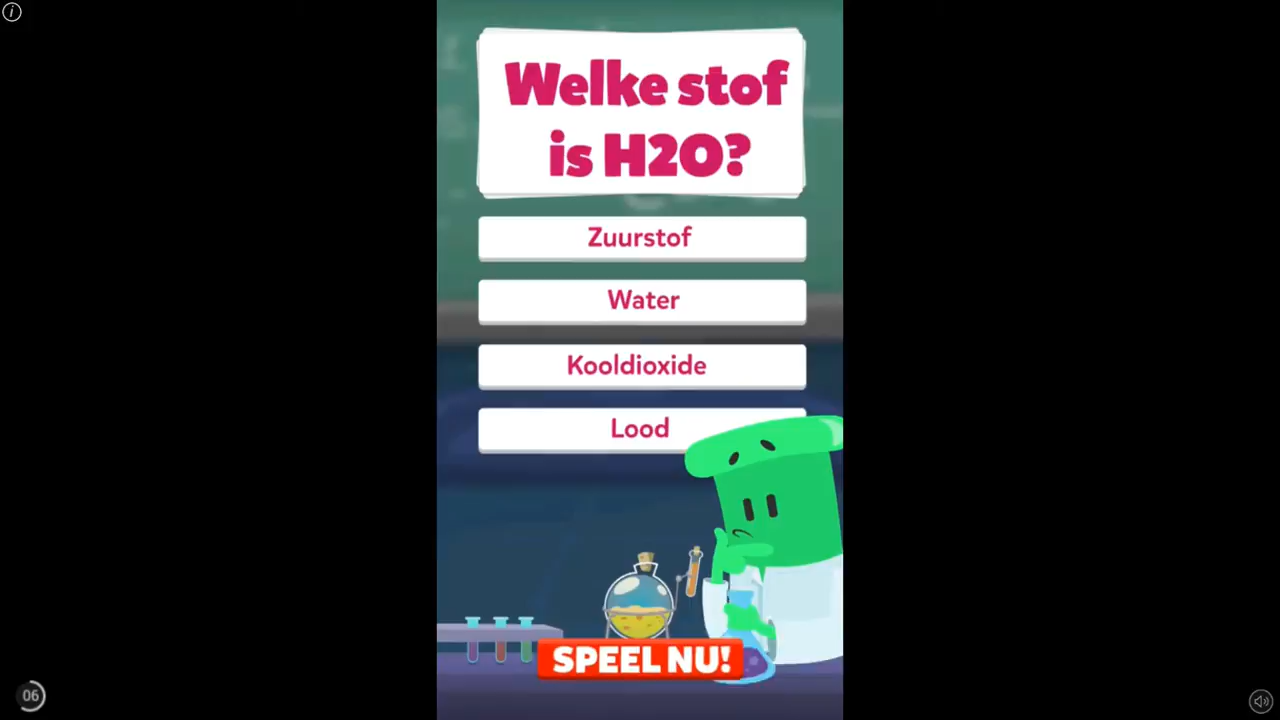 Welke stof
is H2O?
Zuurstof
Water
Kooldioxide
Lood
SPEEL NU!
06